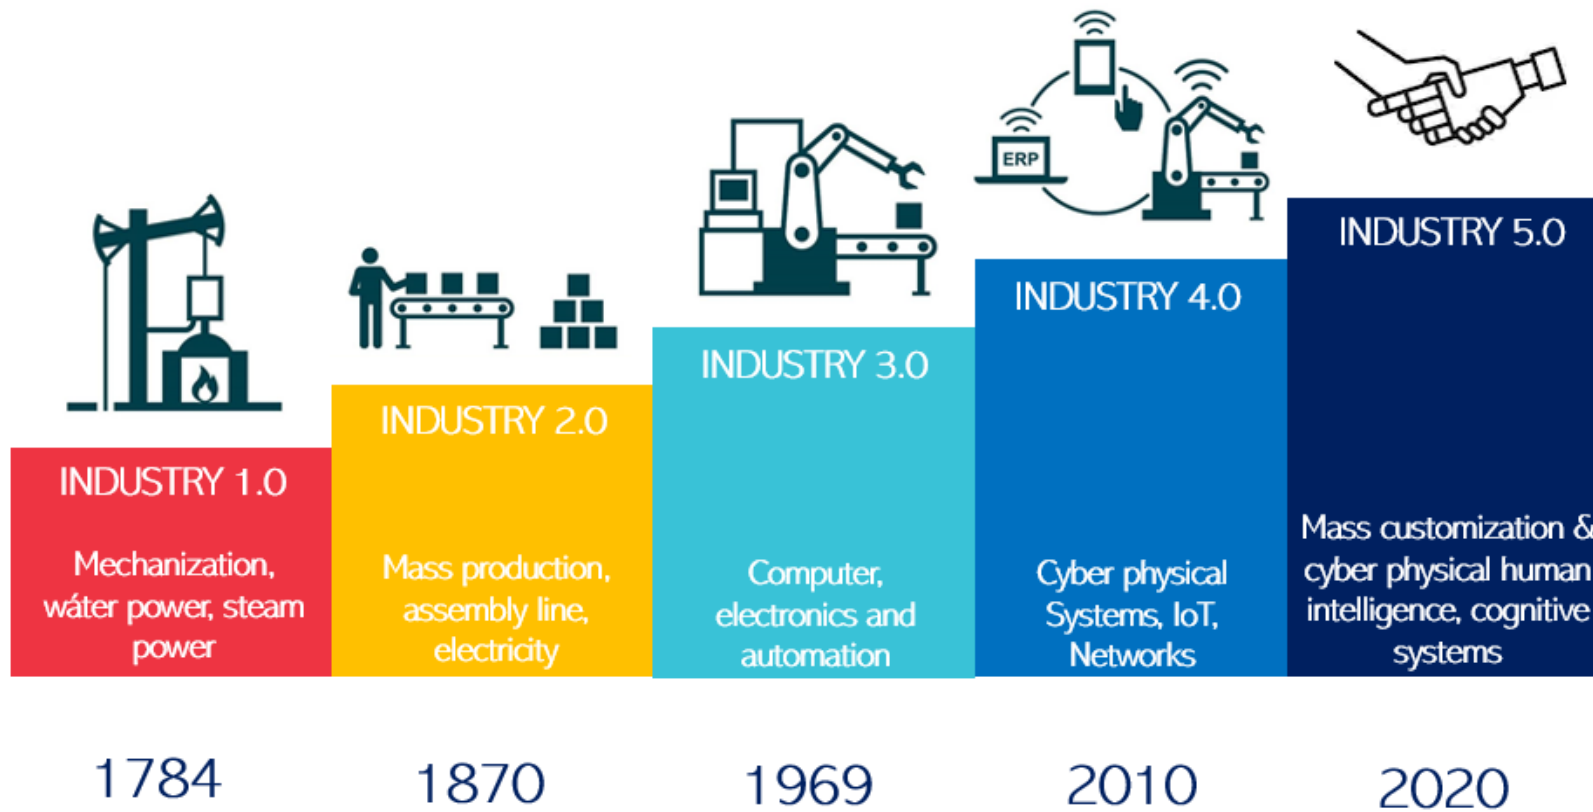 ERP
INDUSTRY 1.0
Mechanization,
wáter power, steam
power
1784
INDUSTRY 2.0
Mass production,
assembly line,
electricity
1870
INDUSTRY 3.0
Computer,
electronics and
automation
1969
INDUSTRY 4.0
Cyber physical
Systems, IoT,
Networks
2010
INDUSTRY 5.0
Mass customization &
cyber physical human
intelligence, cognitive
systems
2020